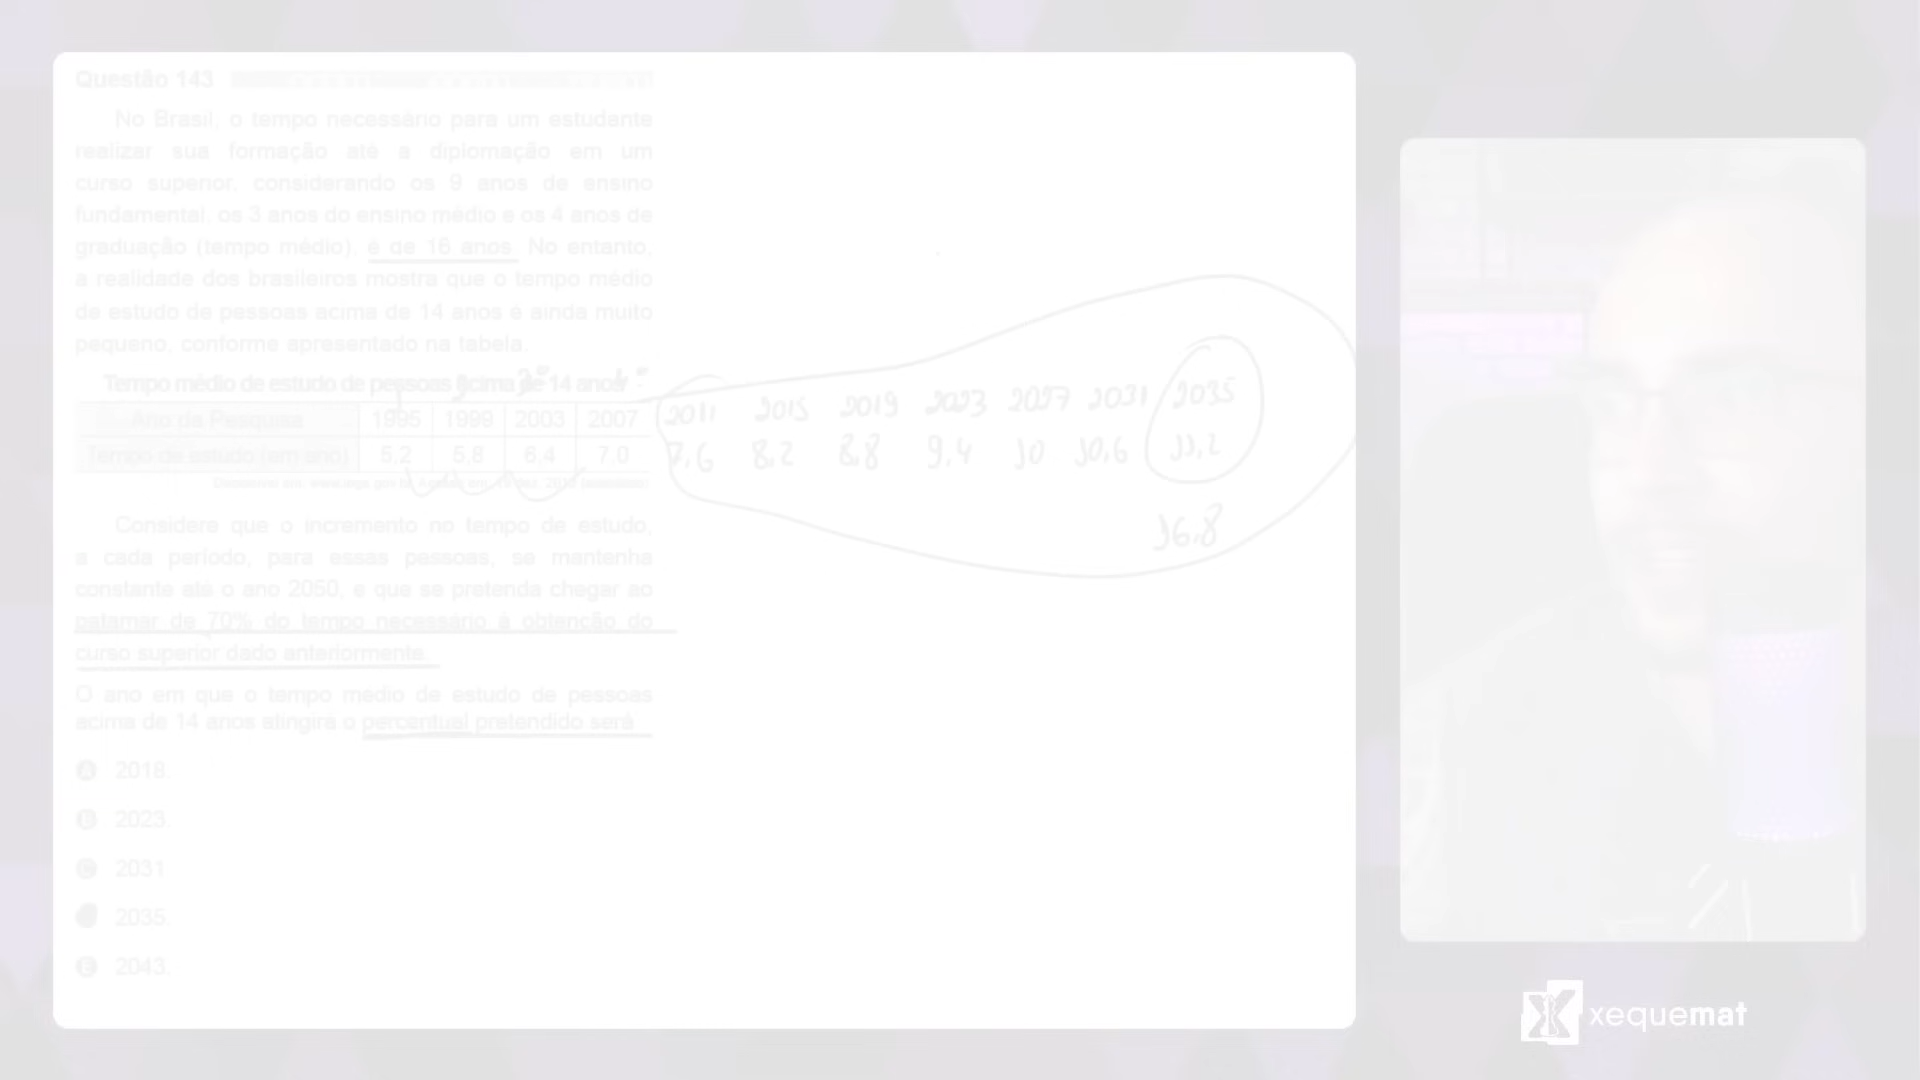 Questão 143
No Brasil, o tempo necessário para um estudante
realizar sua formação até a diplomação em um
curso superior, considerando os 9 anos de ensino
fundamental, os 3 anos do ensino médio e os 4 anos de
graduação (tempo médio), é de 16 anos. No entanto,
a realidade dos brasileiros mostra que o tempo médio
de estudo de pessoas acima de 14 anos é ainda muito
pequeno, conforme apresentado na tabela.
Tempo médio de estudo de pessoas acima de 14 anos
Ano da Pesquisa 1995 1999 2003 2007
Tempo de estudo (em ano) 5,2 5,8 6,4 7,0
2011 2015 2019 2023 2027 2031 2035
7,6 8,2 8,8 9,4 10 10,6 11,2
16,8
Considere que o incremento no tempo de estudo,
a cada período, para essas pessoas, se mantenha
constante até o ano 2050, e que se pretenda chegar ao
patamar de 70% do tempo necessário à obtenção do
curso superior dado anteriormente.
O ano em que o tempo médio de estudo de pessoas
acima de 14 anos atingirá o percentual pretendido será
A 2018.
B 2023.
C 2031
2035.
E 2043.
xequemat